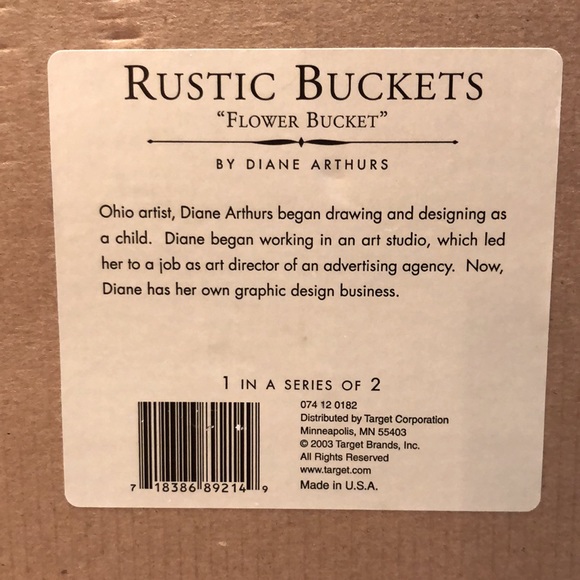 RUSTIC BUCKETS
“FLOWER BUCKET”
BY DIANE ARTHURS
Ohio artist, Diane Arthurs began drawing and designing as
a child. Diane began working in an art studio, which led
her to a job as art director of an advertising agency. Now,
Diane has her own graphic design business.
1 IN A SERIES OF 2
074 12 0182
Distributed by Target Corporation
Minneapolis, MN 55403
© 2003 Target Brands, Inc.
All Rights Reserved
www.target.com
Made in U.S.A.
7 18386 89214 9